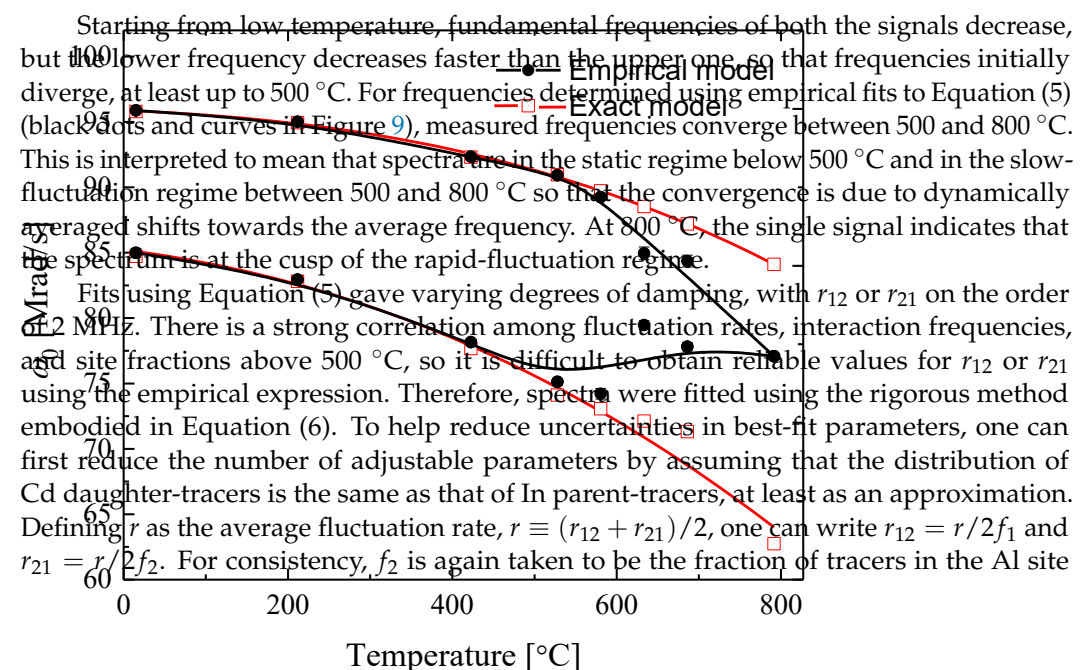 Starting from low temperature, fundamental frequencies of both the signals decrease,
but the lower frequency decreases faster than the upper one, so that frequencies initially
diverge, at least up to 500 °C. For frequencies determined using empirical fits to Equation (5)
(black dots and curves in Figure 9), measured frequencies converge between 500 and 800 °C.
This is interpreted to mean that spectra are in the static regime below 500 °C and in the slow-
fluctuation regime between 500 and 800 °C so that the convergence is due to dynamically
averaged shifts towards the average frequency. At 800 °C, the single signal indicates that
the spectrum is at the cusp of the rapid-fluctuation regime.
Fits using Equation (5) gave varying degrees of damping, with r₁₂ or r₂₁ on the order
of 2 MHz. There is a strong correlation among fluctuation rates, interaction frequencies,
and site fractions above 500 °C, so it is difficult to obtain reliable values for r₁₂ or r₂₁
using the empirical expression. Therefore, spectra were fitted using the rigorous method
embodied in Equation (6). To help reduce uncertainties in best-fit parameters, one can
first reduce the number of adjustable parameters by assuming that the distribution of
Cd daughter-tracers is the same as that of In parent-tracers, at least as an approximation.
Defining r as the average fluctuation rate, r ≡ (r₁₂ + r₂₁)/2, one can write r₁₂ = r/2f₁ and
r₂₁ = r/2f₂. For consistency, f₂ is again taken to be the fraction of tracers in the Al site
Empirical model
Exact model
100
95
90
85
80
75
70
65
60
[Mrad/s]
0 200 400 600 800
Temperature [°C]